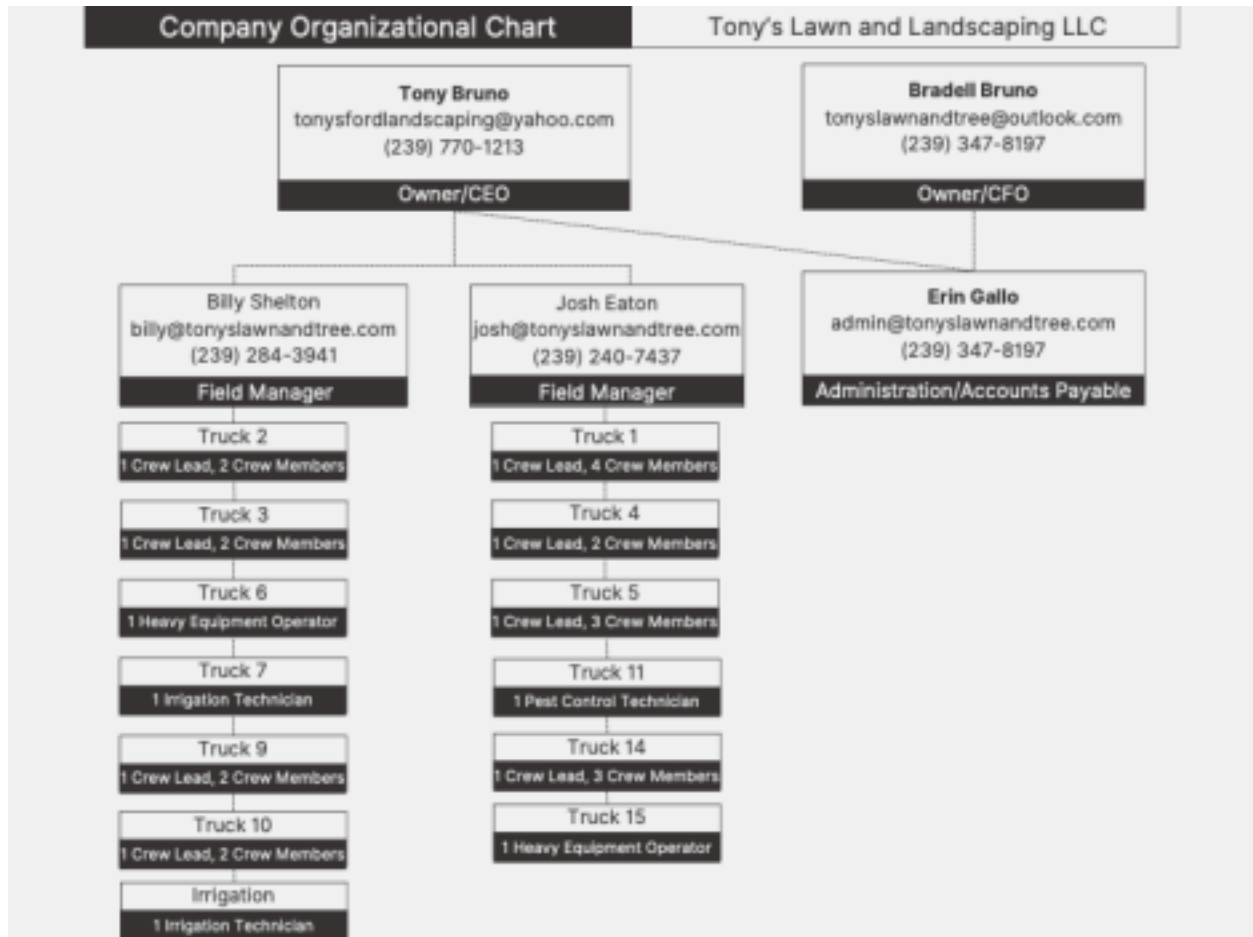 Company Organizational Chart
Tony's Lawn and Landscaping LLC
Tony Bruno
tonysfordlandscaping@yahoo.com
(239) 770-1213
Owner/CEO
Bradell Bruno
tonyslawnandtree@outlook.com
(239) 347-8197
Owner/CFO
Billy Shelton
billy@tonyslawnandtree.com
(239) 284-3941
Field Manager
Josh Eaton
josh@tonyslawnandtree.com
(239) 240-7437
Field Manager
Erin Gallo
admin@tonyslawnandtree.com
(239) 347-8197
Administration/Accounts Payable
Truck 2
1 Crew Lead, 2 Crew Members
Truck 3
1 Crew Lead, 2 Crew Members
Truck 6
1 Heavy Equipment Operator
Truck 7
1 Irrigation Technician
Truck 9
1 Crew Lead, 2 Crew Members
Truck 10
1 Crew Lead, 2 Crew Members
Irrigation
1 Irrigation Technician
Truck 1
1 Crew Lead, 4 Crew Members
Truck 4
1 Crew Lead, 2 Crew Members
Truck 5
1 Crew Lead, 3 Crew Members
Truck 11
1 Pest Control Technician
Truck 14
1 Crew Lead, 3 Crew Members
Truck 15
1 Heavy Equipment Operator